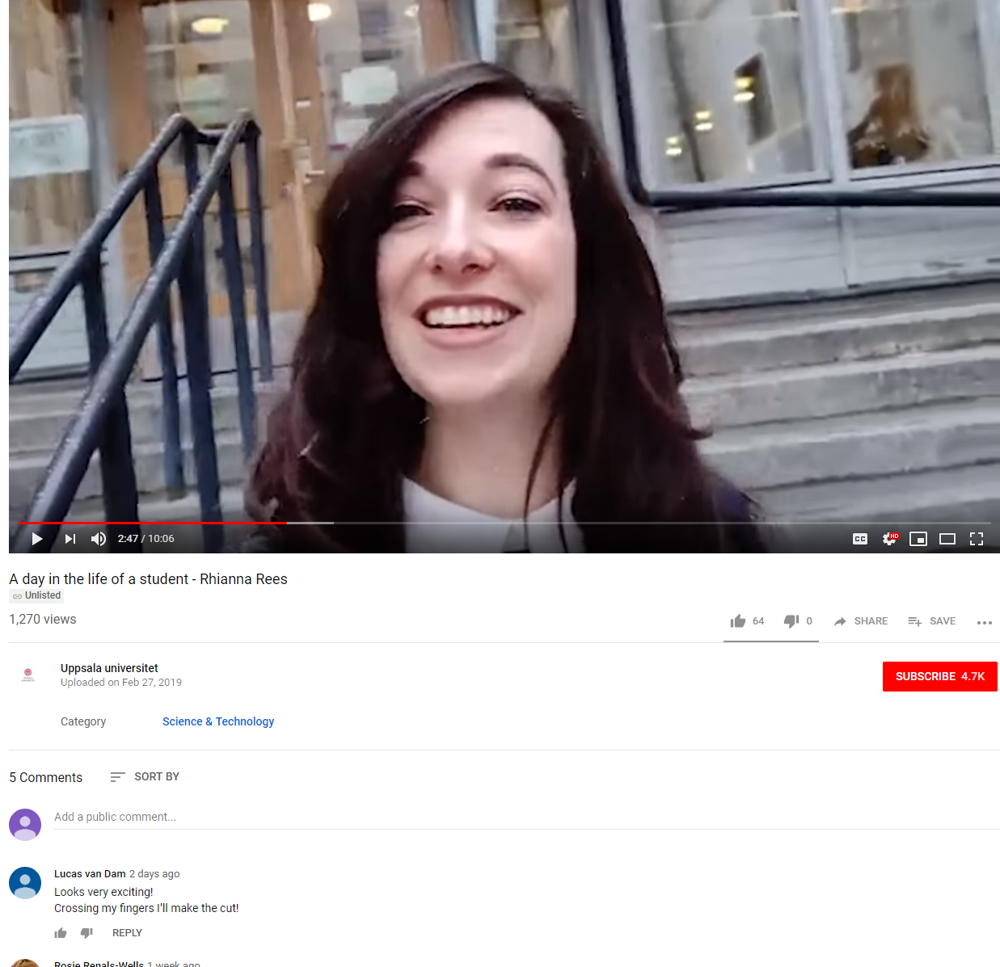 2:47 / 10:06
CC
HD
A day in the life of a student - Rhianna Rees
Unlisted
1,270 views
64
0
SHARE
SAVE
Uppsala universitet
Uploaded on Feb 27, 2019
SUBSCRIBE 4.7K
Category
Science & Technology
5 Comments
SORT BY
Add a public comment...
Lucas van Dam 2 days ago
Looks very exciting!
Crossing my fingers I'll make the cut!
REPLY
Rosie Renals-Wells 1 week ago